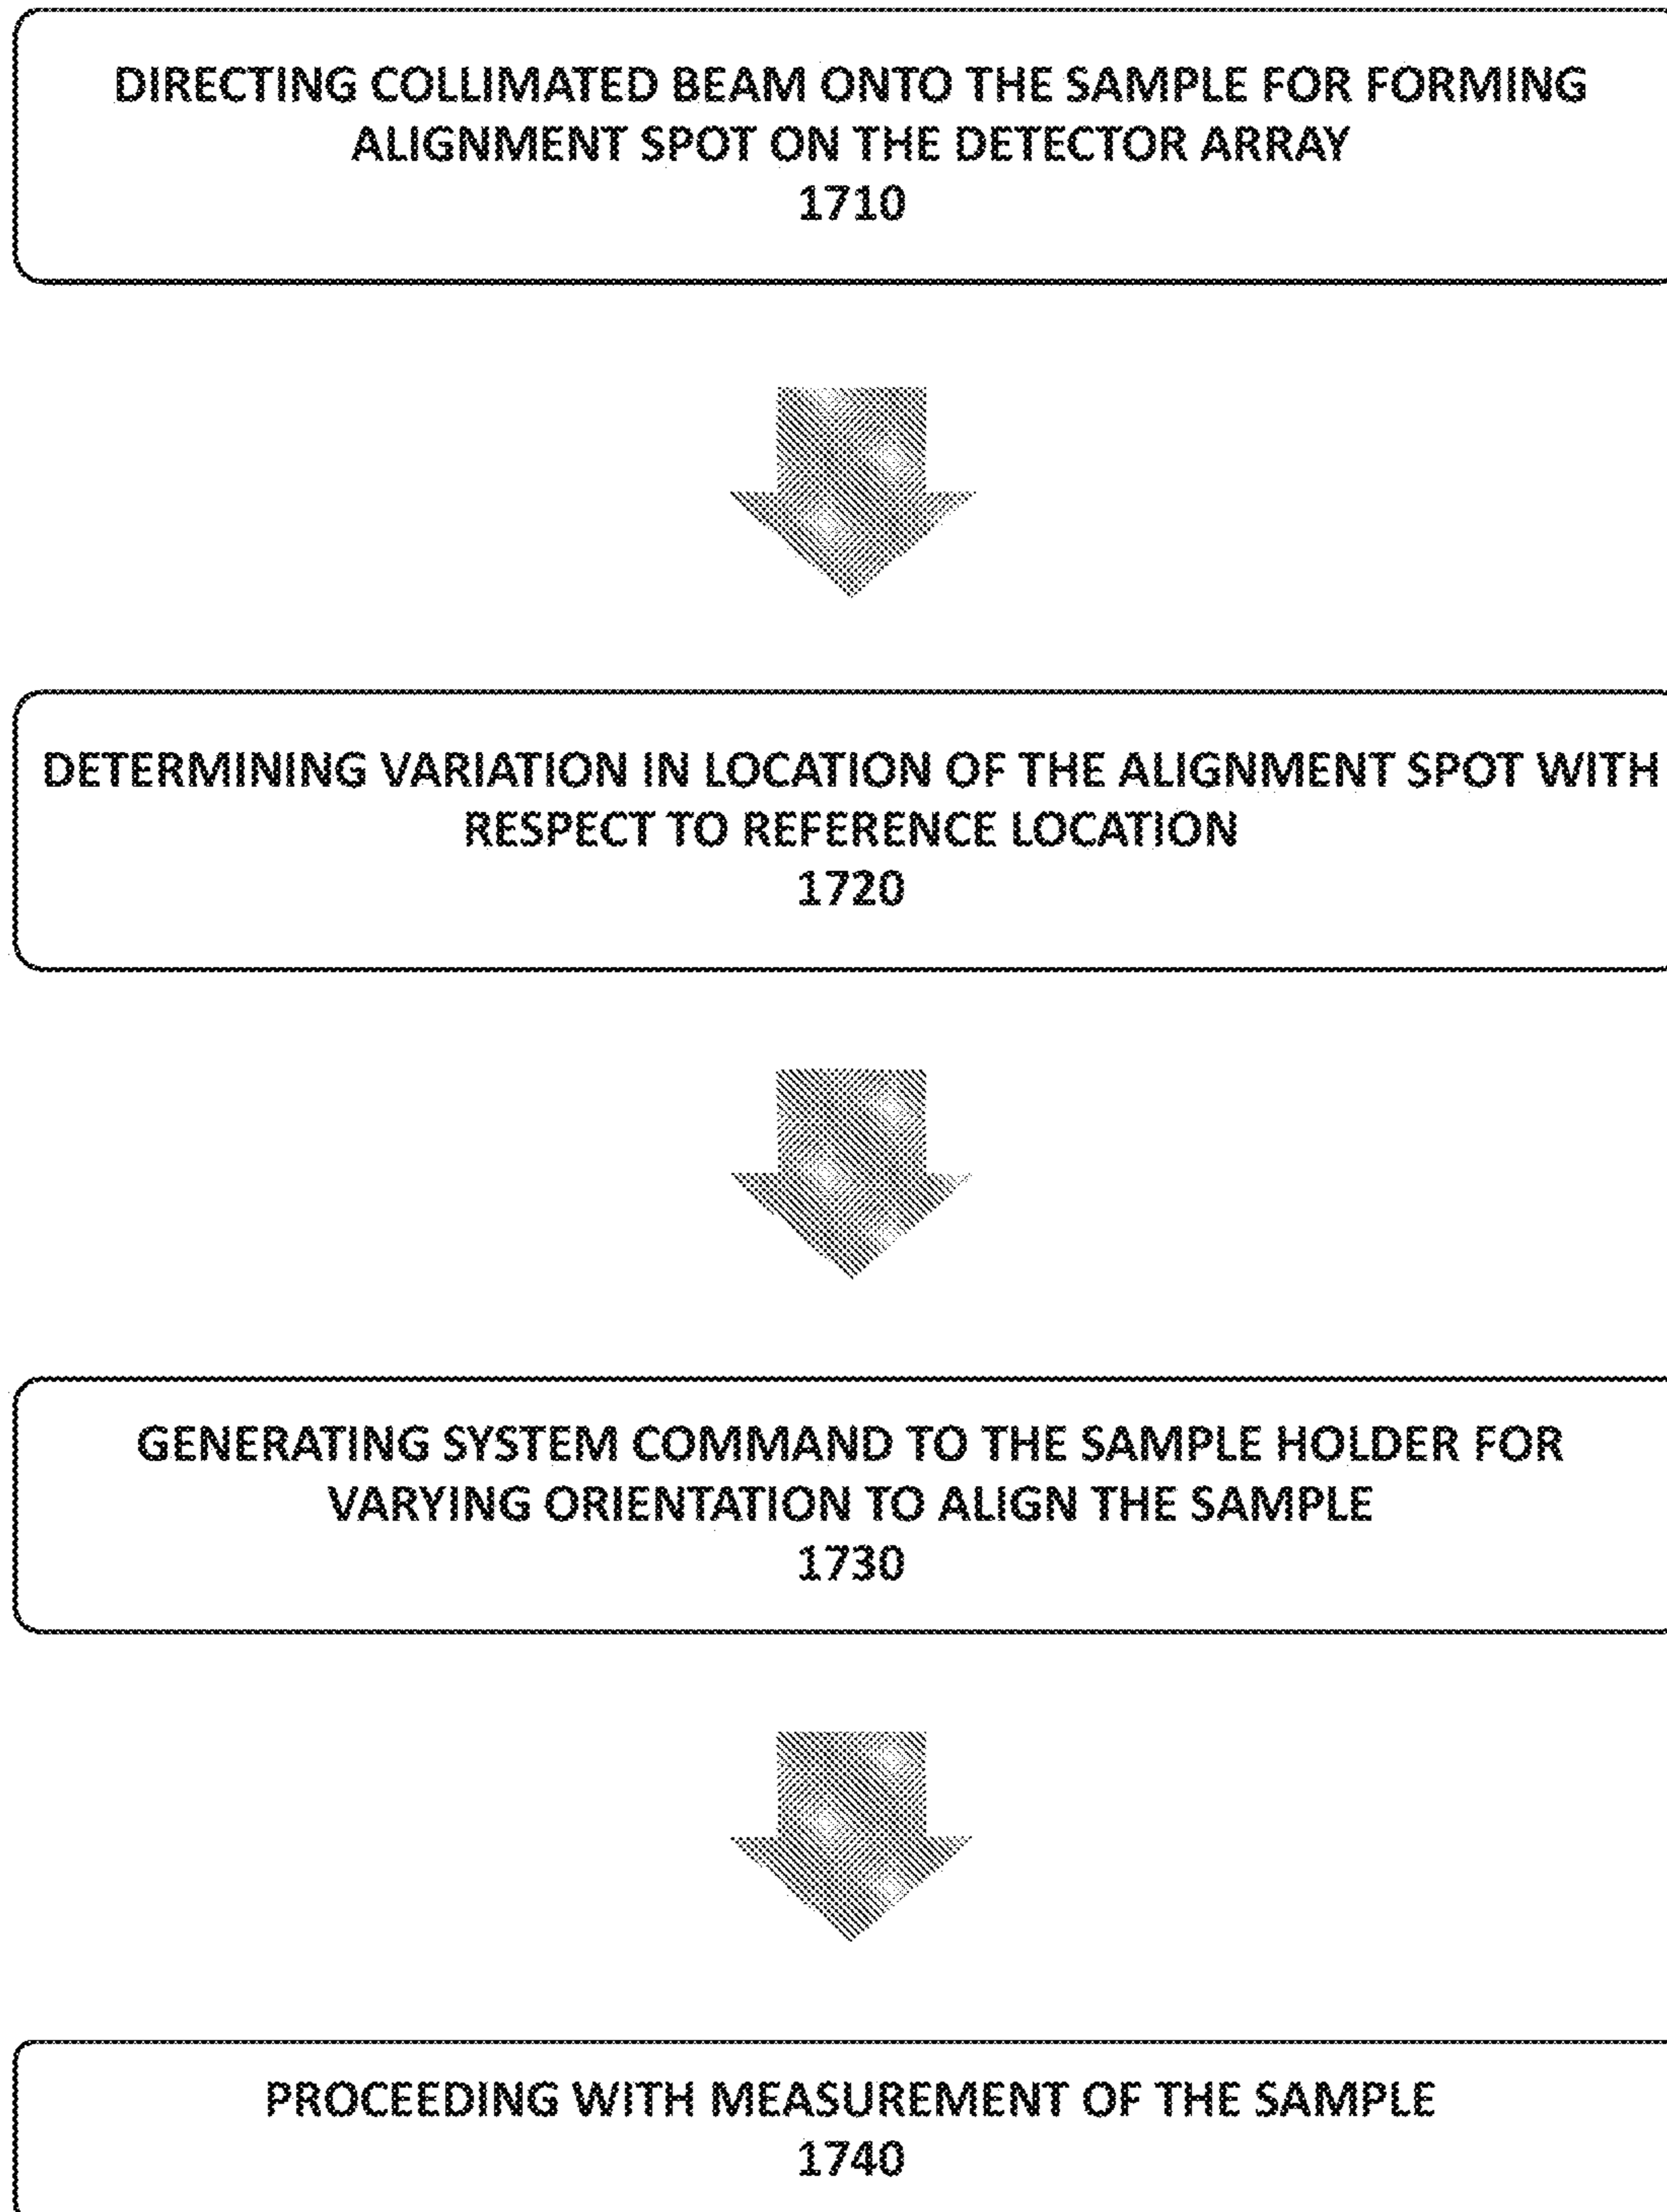 DIRECTING COLLIMATED BEAM ONTO THE SAMPLE FOR FORMING
ALIGNMENT SPOT ON THE DETECTOR ARRAY
1710
DETERMINING VARIATION IN LOCATION OF THE ALIGNMENT SPOT WITH
RESPECT TO REFERENCE LOCATION
1720
GENERATING SYSTEM COMMAND TO THE SAMPLE HOLDER FOR
VARYING ORIENTATION TO ALIGN THE SAMPLE
1730
PROCEEDING WITH MEASUREMENT OF THE SAMPLE
1740